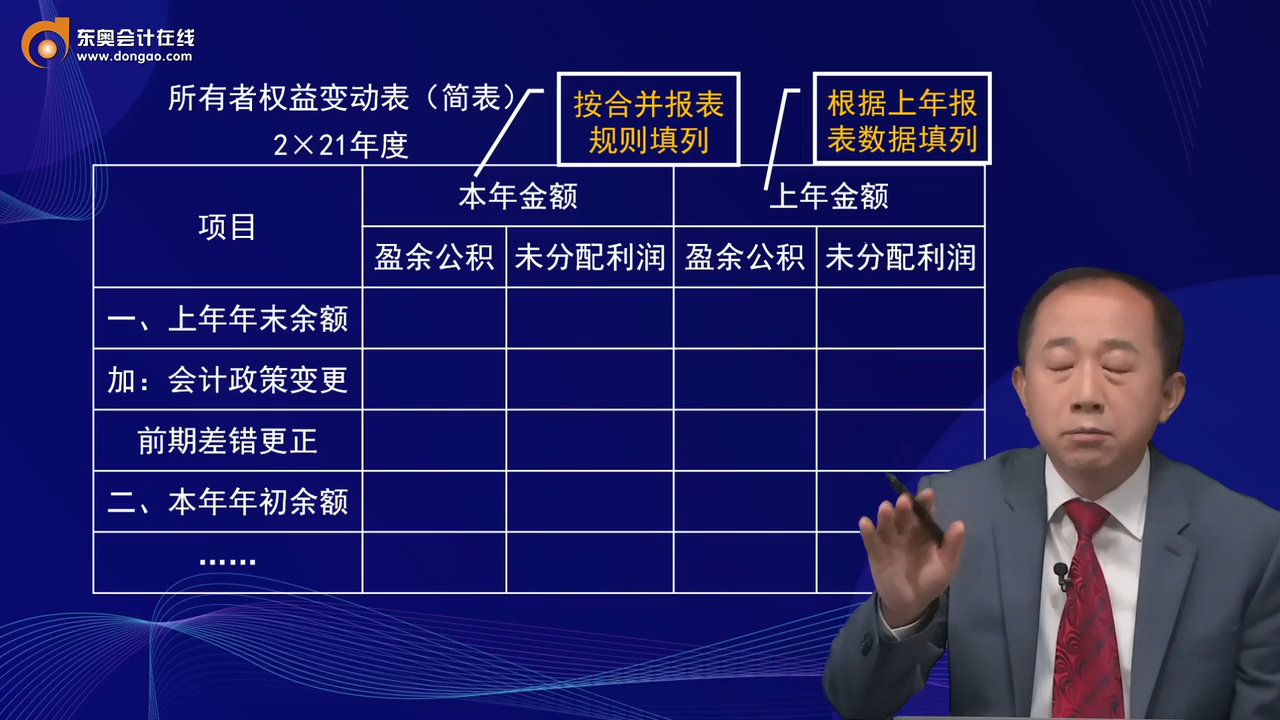 东奥会计在线
www.dongao.com
所有者权益变动表（简表）
2×21年度
按合并报表
规则填列
根据上年报
表数据填列
项目
本年金额
上年金额
盈余公积
未分配利润
盈余公积
未分配利润
一、上年年末余额
加：会计政策变更
前期差错更正
二、本年年初余额
……